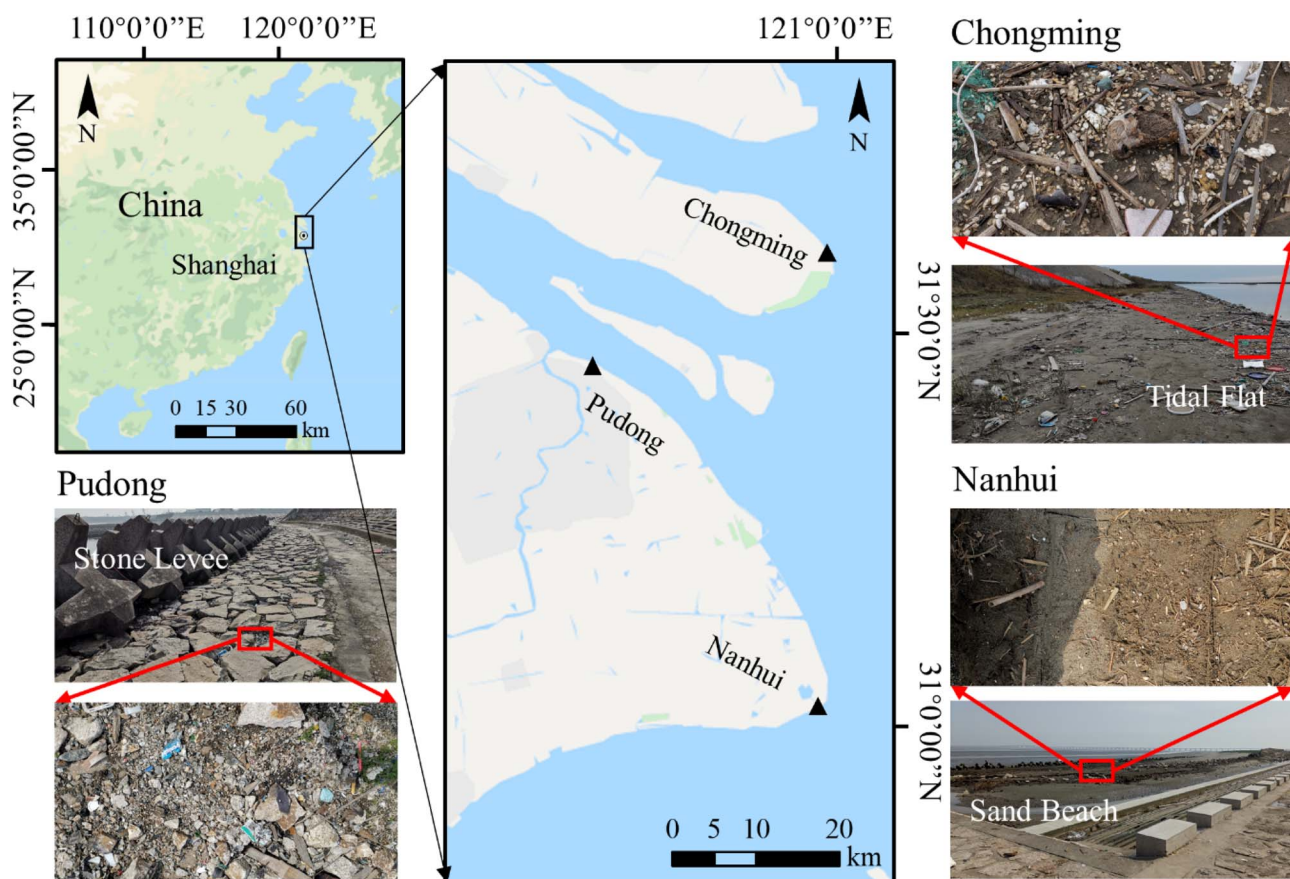 110°0'0’’E 120°0'0’’E
N
35°0'0’’N
25°0'0’’N
China
Shanghai
0 15 30 60
km
121°0'0’’E
N
Chongming
Pudong
Nanhui
31°30'0’’N
31°0'0’’N
0 5 10 20
km
Chongming
Tidal Flat
Pudong
Stone Levee
Nanhui
Sand Beach